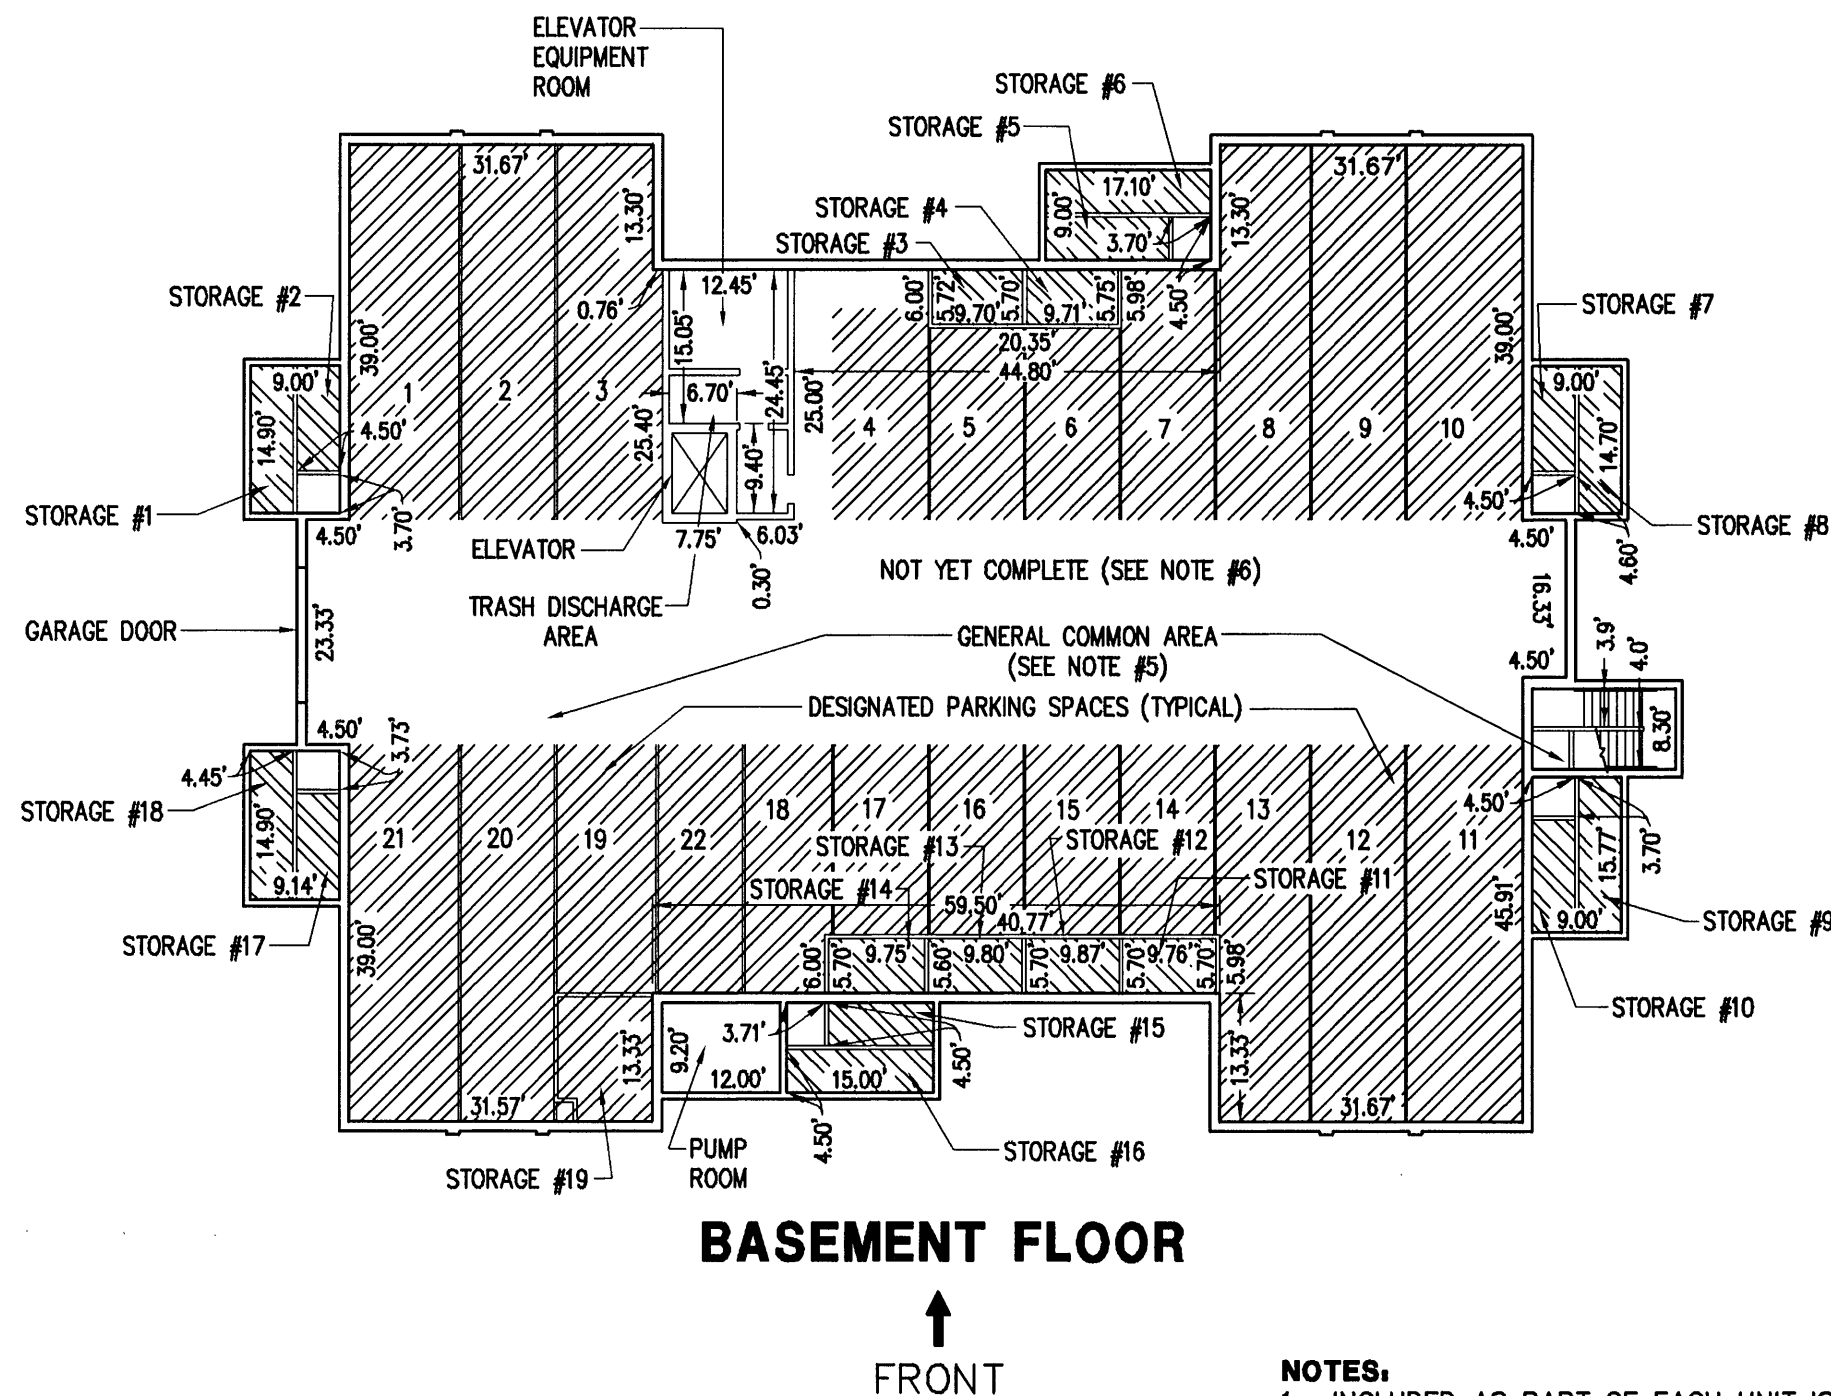 ELEVATOR
EQUIPMENT
ROOM
STORAGE #6
STORAGE #5
31.67'
31.67'
17.10'
STORAGE #4
13.30'
9.00'
13.30'
STORAGE #3
3.70'
12.45'
STORAGE #2
0.76'
6.00'
5.72'
9.70'
5.70'
9.71'
5.75'
5.98'
4.50'
STORAGE #7
39.00'
15.05'
20.35'
39.00'
44.80'
9.00'
6.70'
24.45'
25.00'
9.00'
1
2
3
4
5
6
7
8
9
10
14.90'
4.50'
25.40'
9.40'
14.70'
4.50'
STORAGE #1
4.50'
3.70'
ELEVATOR
7.75'
6.03'
0.30'
4.50'
4.60'
STORAGE #8
NOT YET COMPLETE (SEE NOTE #6)
TRASH DISCHARGE
AREA
GARAGE DOOR
23.33'
16.33'
GENERAL COMMON AREA
(SEE NOTE #5)
3.9'
4.0'
4.50'
DESIGNATED PARKING SPACES (TYPICAL)
8.30'
4.50'
3.73'
4.45'
STORAGE #18
21
20
19
22
18
17
16
15
14
13
12
11
4.50'
14.90'
STORAGE #13
STORAGE #12
15.77'
3.70'
9.14'
STORAGE #14
STORAGE #11
59.50'
40.77'
45.91'
9.00'
STORAGE #9
STORAGE #17
39.00'
6.00'
5.70'
9.75'
5.60'
9.80'
5.70'
9.87'
5.70'
9.76'
5.70'
5.98'
STORAGE #10
13.33'
9.20'
3.71'
STORAGE #15
4.50'
13.33'
12.00'
15.00'
31.57'
31.67'
4.50'
PUMP
ROOM
STORAGE #16
STORAGE #19
BASEMENT FLOOR
FRONT
NOTES: